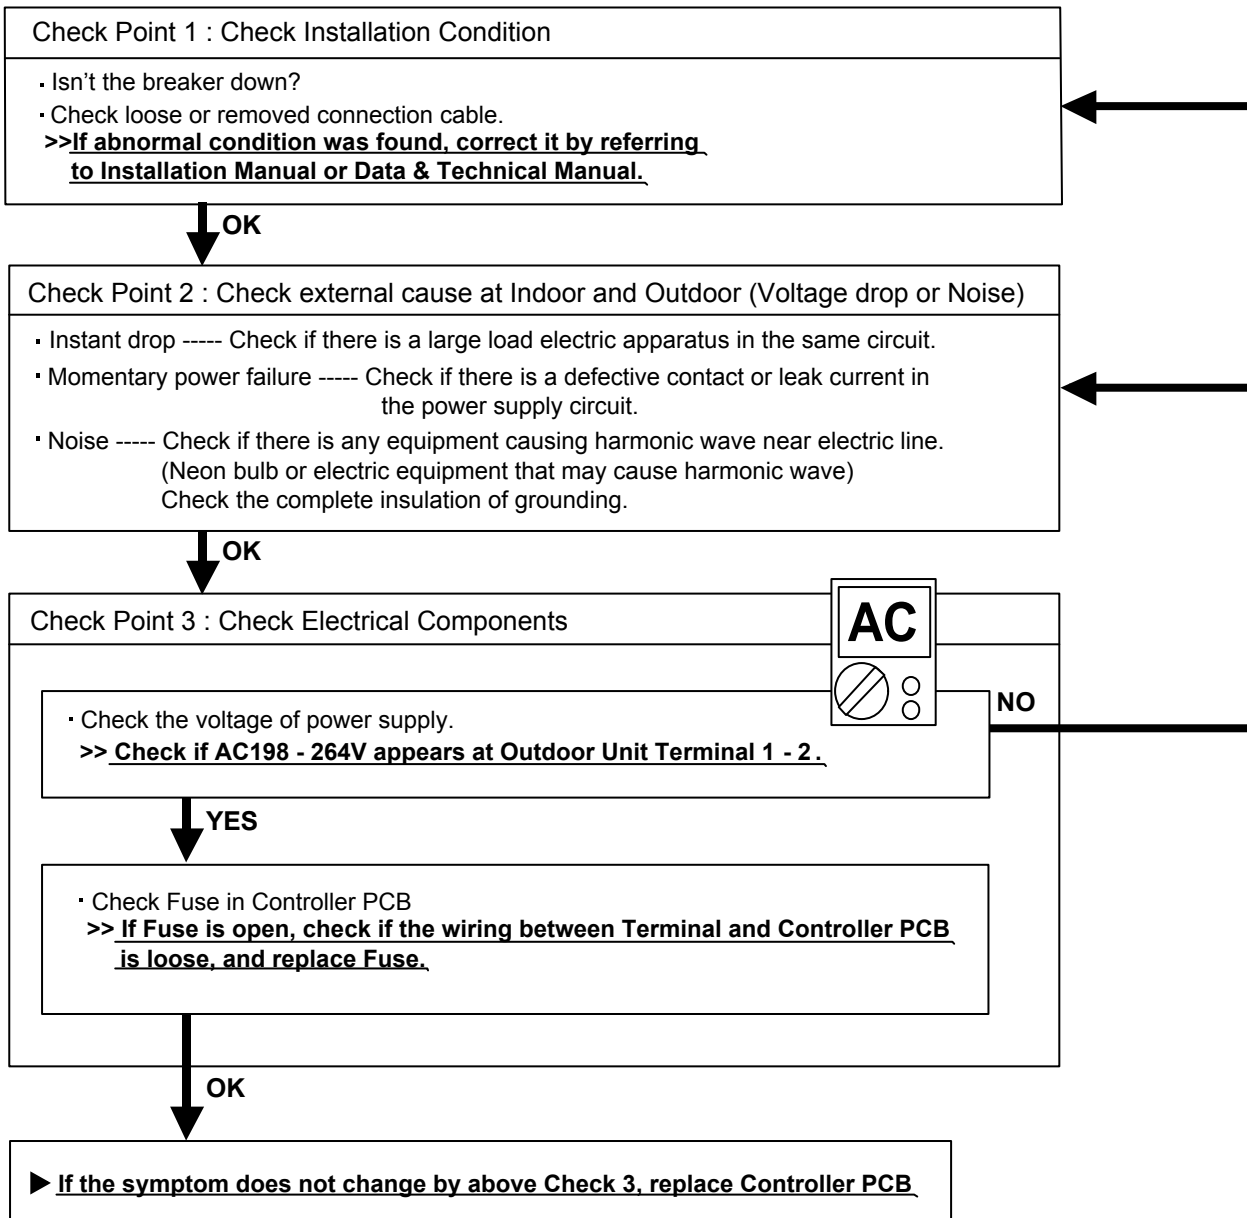 Check Point 1 : Check Installation Condition
· Isn't the breaker down?
· Check loose or removed connection cable.
>>If abnormal condition was found, correct it by referring
to Installation Manual or Data & Technical Manual.
OK
Check Point 2 : Check external cause at Indoor and Outdoor (Voltage drop or Noise)
· Instant drop ----- Check if there is a large load electric apparatus in the same circuit.
· Momentary power failure ----- Check if there is a defective contact or leak current in
the power supply circuit.
· Noise ----- Check if there is any equipment causing harmonic wave near electric line.
(Neon bulb or electric equipment that may cause harmonic wave)
Check the complete insulation of grounding.
OK
Check Point 3 : Check Electrical Components
AC
· Check the voltage of power supply.
>> Check if AC198 - 264V appears at Outdoor Unit Terminal 1 - 2.
NO
YES
· Check Fuse in Controller PCB
>> If Fuse is open, check if the wiring between Terminal and Controller PCB
is loose, and replace Fuse.
OK
▶ If the symptom does not change by above Check 3, replace Controller PCB